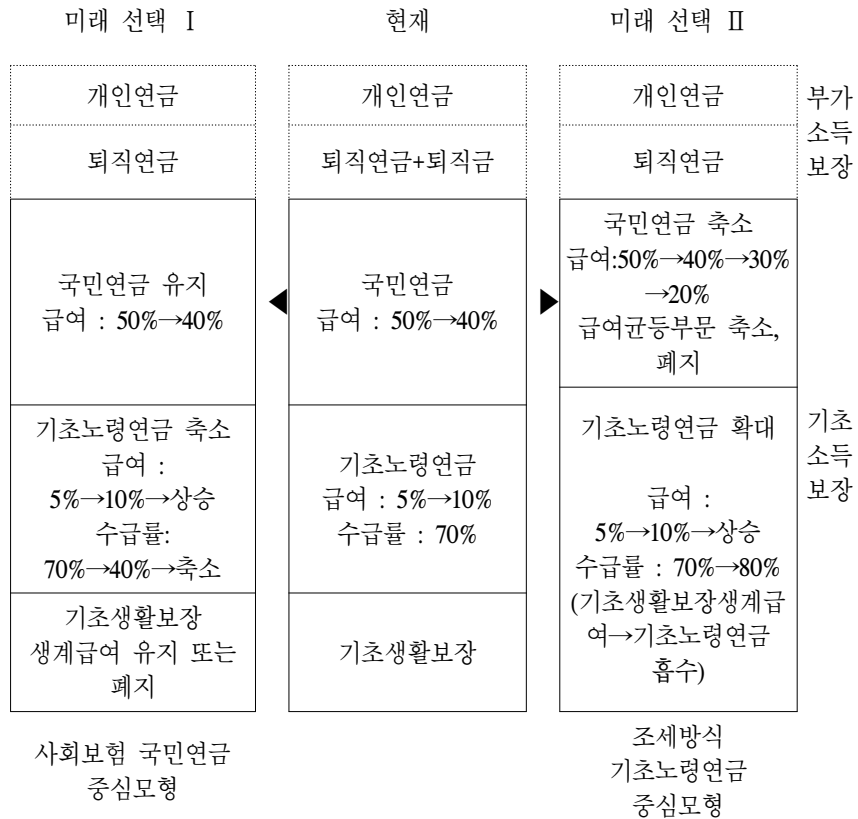 미래 선택 Ⅰ
현재
미래 선택 Ⅱ
개인연금
퇴직연금
국민연금 유지
급여 : 50%→40%
기초노령연금 축소
급여 :
5%→10%→상승
수급률:
70%→40%→축소
기초생활보장
생계급여 유지 또는
폐지
사회보험 국민연금
중심모형
개인연금
퇴직연금+퇴직금
국민연금
급여 : 50%→40%
기초노령연금
급여 : 5%→10%
수급률 : 70%
기초생활보장
개인연금
퇴직연금
국민연금 축소
급여:50%→40%→30%
→20%
급여균등부문 축소,
폐지
기초노령연금 확대
급여 :
5%→10%→상승
수급률 : 70%→80%
(기초생활보장생계급
여→기초노령연금
흡수)
조세방식
기초노령연금
중심모형
부가
소득
보장
기초
소득
보장